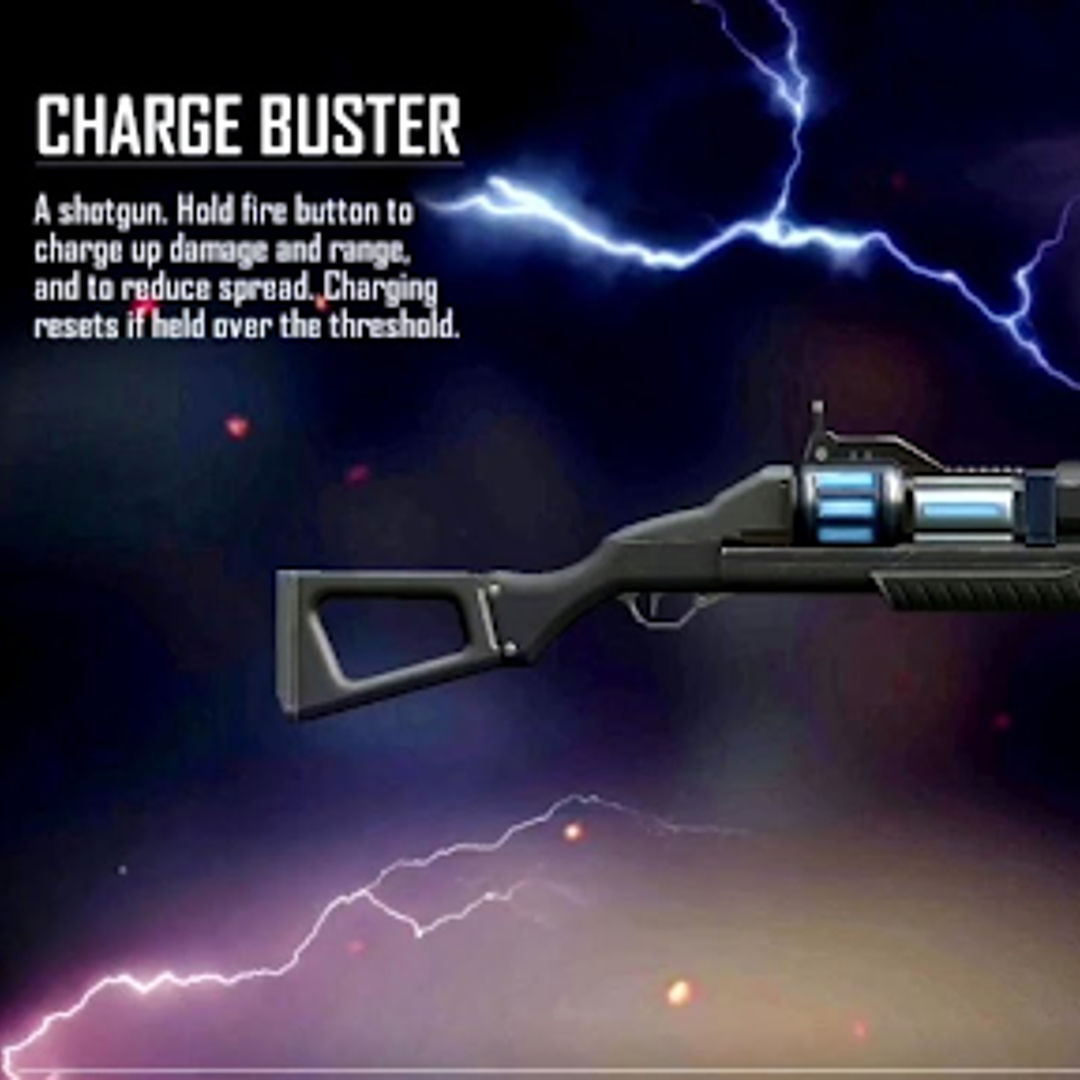 CHARGE BUSTER
A shotgun. Hold fire button to
charge up damage and range,
and to reduce spread. Charging
resets if held over the threshold.